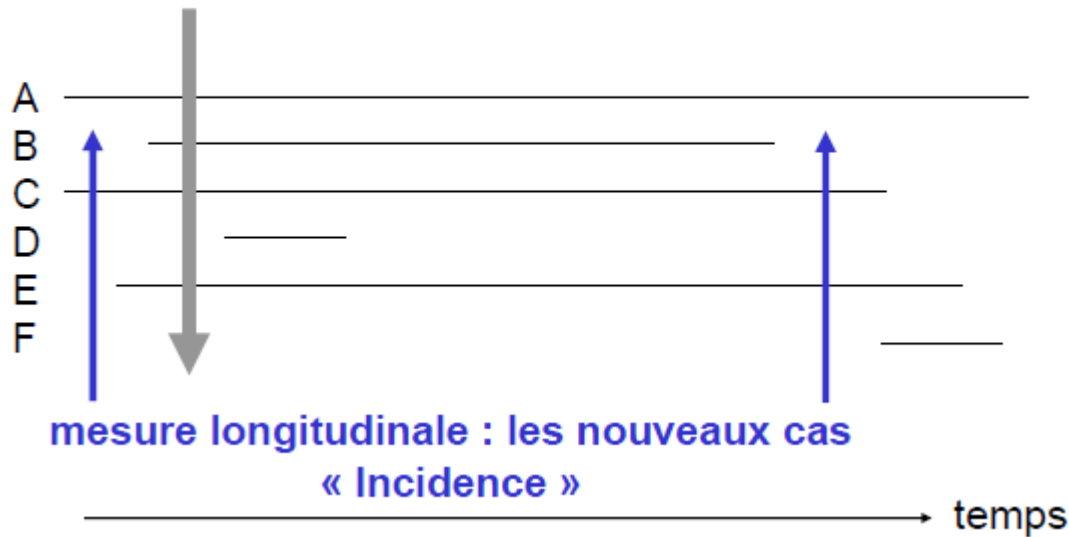 A
B
C
D
E
F
mesure longitudinale : les nouveaux cas
« Incidence »
temps